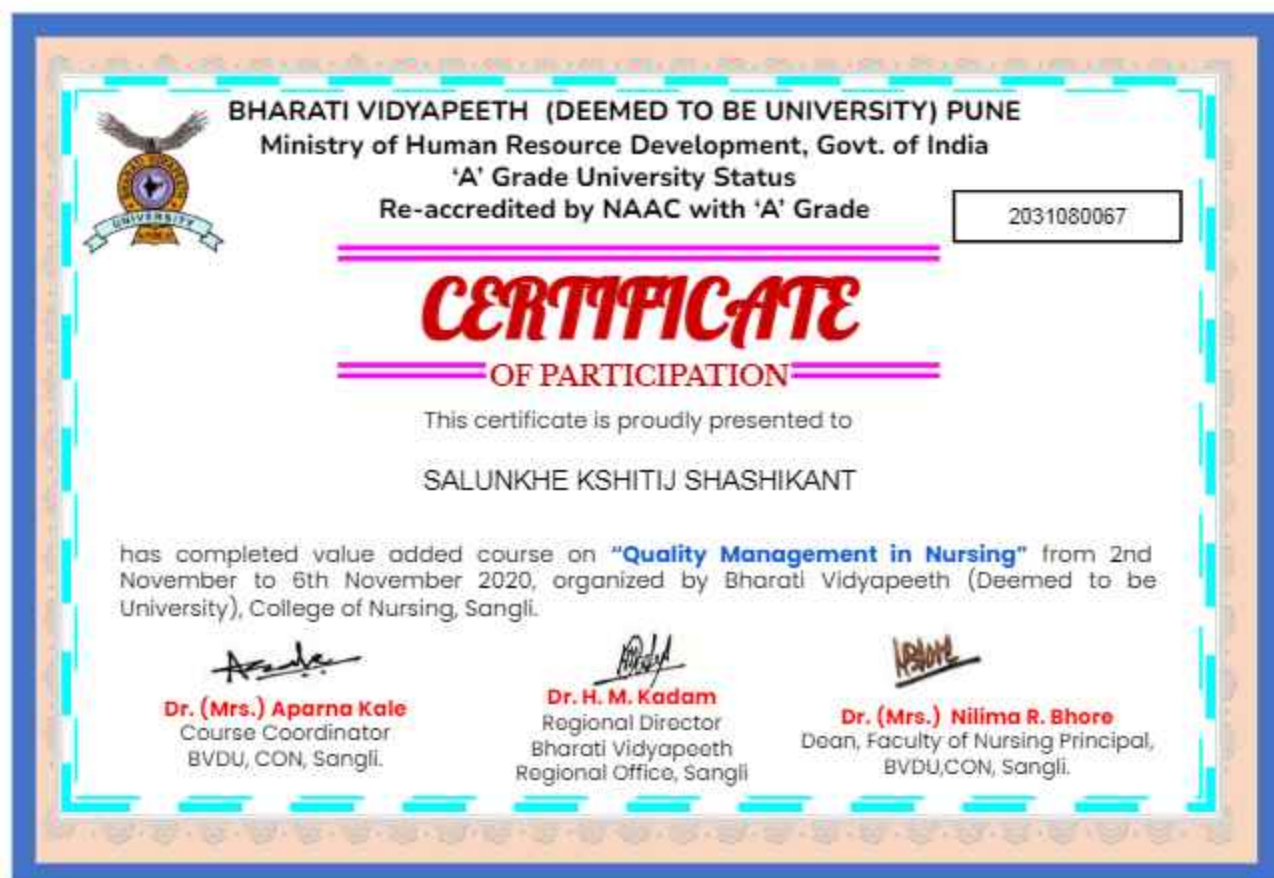 BHARATI VIDYAPEETH (DEEMED TO BE UNIVERSITY) PUNE
Ministry of Human Resource Development, Govt. of India
‘A’ Grade University Status
Re-accredited by NAAC with ‘A’ Grade
2031080067
BHARATI VIDYAPEETH
UNIVERSITY
CERTIFICATE
OF PARTICIPATION
This certificate is proudly presented to
SALUNKHE KSHITIJ SHASHIKANT
has completed value added course on “Quality Management in Nursing” from 2nd
November to 6th November 2020, organized by Bharati Vidyapeeth (Deemed to be
University), College of Nursing, Sangli.
Dr. (Mrs.) Aparna Kale
Course Coordinator
BVDU, CON, Sangli.
Dr. H. M. Kadam
Regional Director
Bharati Vidyapeeth
Regional Office, Sangli
Dr. (Mrs.) Nilima R. Bhore
Dean, Faculty of Nursing Principal,
BVDU,CON, Sangli.